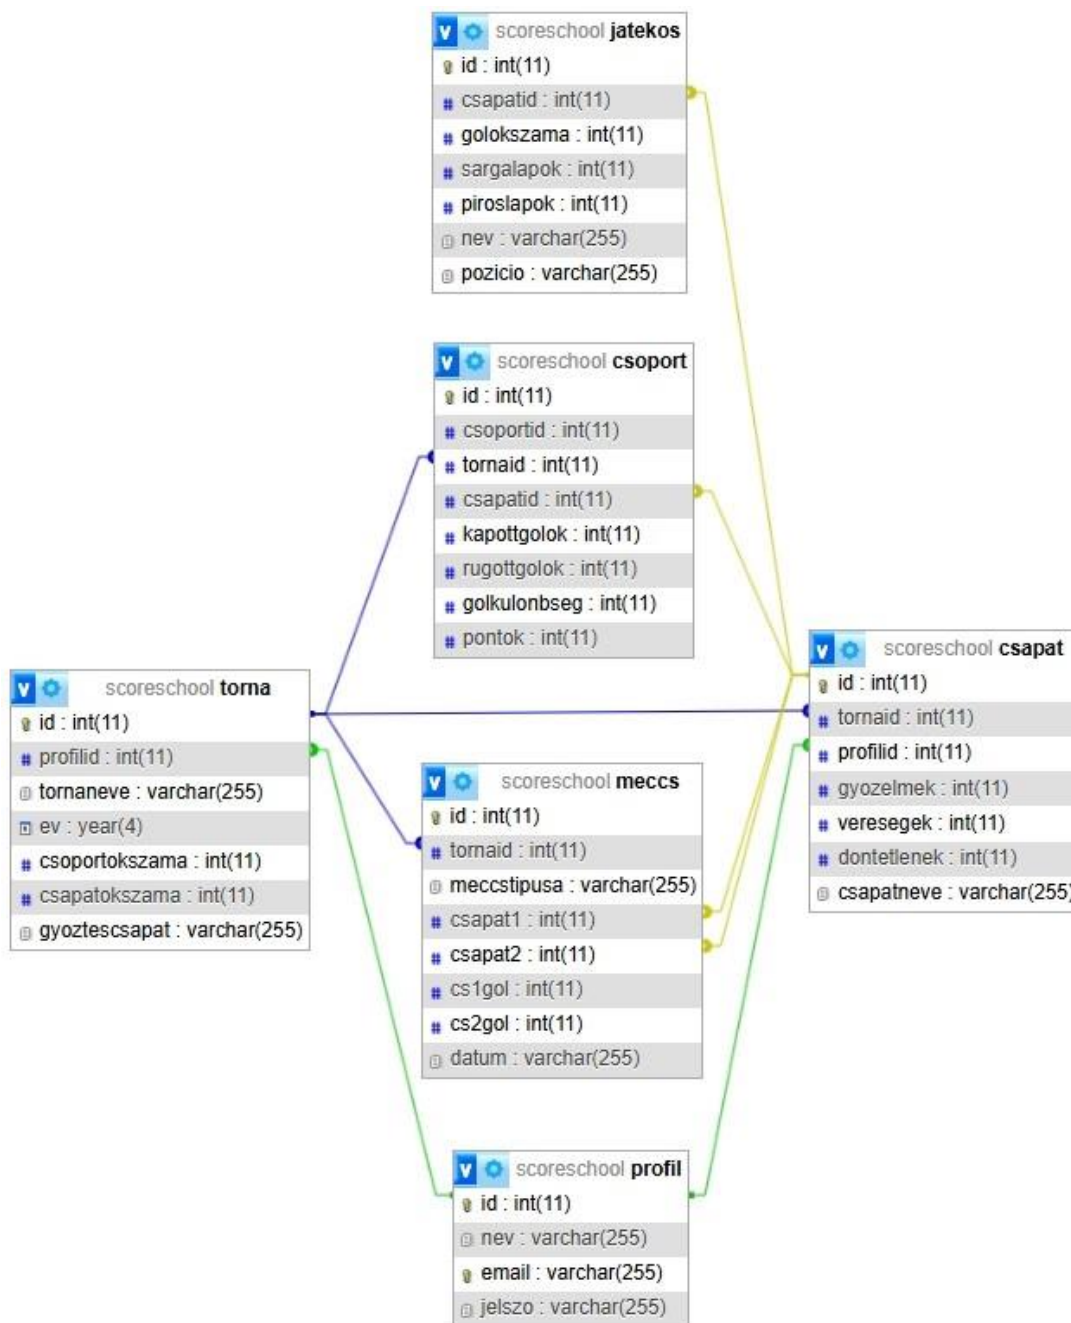 scoreschool jatekos
id : int(11)
csapatid : int(11)
golokszama : int(11)
sargalapok : int(11)
piroslapok : int(11)
nev : varchar(255)
pozicio : varchar(255)
scoreschool csoport
id : int(11)
csoportid : int(11)
tornaid : int(11)
csapatid : int(11)
kapottgolok : int(11)
rugottgolok : int(11)
golkulonbseg : int(11)
pontok : int(11)
scoreschool torna
id : int(11)
profilid : int(11)
tornaneve : varchar(255)
ev : year(4)
csoportokszama : int(11)
csapatokszama : int(11)
gyoztescsapat : varchar(255)
scoreschool meccs
id : int(11)
tornaid : int(11)
meccstipusa : varchar(255)
csapat1 : int(11)
csapat2 : int(11)
cs1gol : int(11)
cs2gol : int(11)
datum : varchar(255)
scoreschool csapat
id : int(11)
tornaid : int(11)
profilid : int(11)
gyozelmek : int(11)
veresegek : int(11)
dontetlenek : int(11)
csapatneve : varchar(255)
scoreschool profil
id : int(11)
nev : varchar(255)
email : varchar(255)
jelszo : varchar(255)